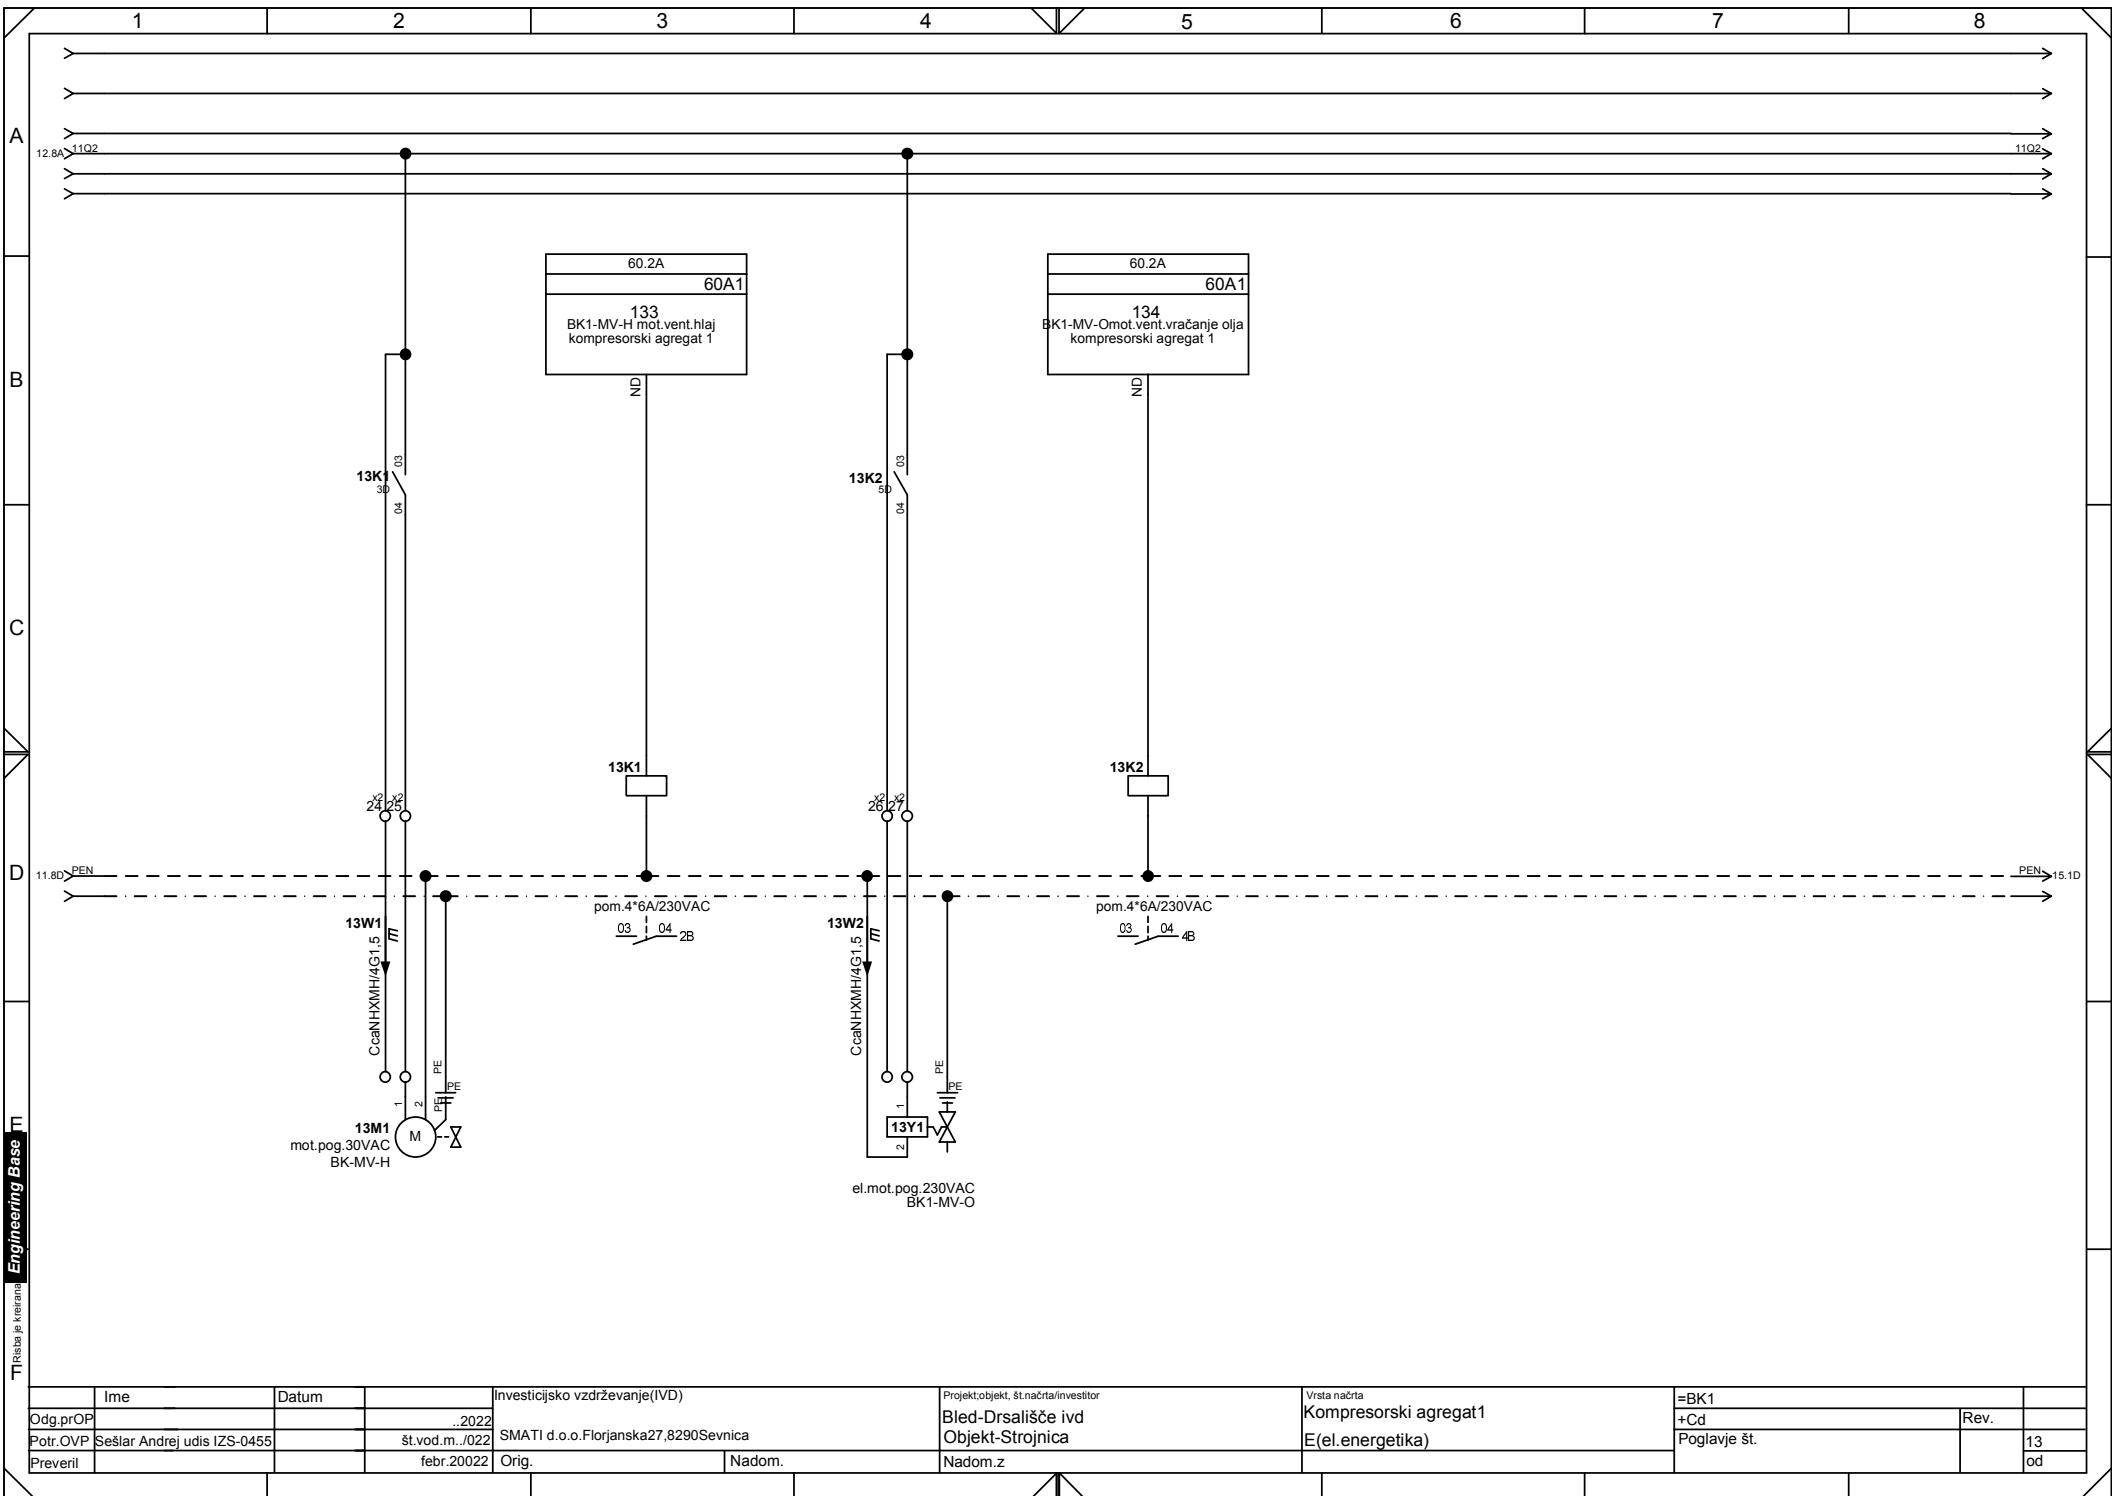 1 2 3 4 5 6 7 8
A
12.8A 11Q2 11Q2
60.2A
60A1
133
BK1-MV-H mot.vent.hlaj
kompresorski agregat 1
ND
60.2A
60A1
134
BK1-MV-Omot.vent.vračanje olja
kompresorski agregat 1
ND
B
13K1
3D
03
04
13K2
5D
03
04
C
13K1
13K2
x2 x2
24 25
x2 x2
26 27
D
11.8D PEN
PEN 15.1D
pom.4*6A/230VAC
03 04 2B
pom.4*6A/230VAC
03 04 4B
13W1
CcaNHXMH/4G1,5
13W2
CcaNHXMH/4G1,5
PE
PE
PE
1 2
13M1
M
mot.pog.30VAC
BK-MV-H
PE
PE
1
13Y1
2
el.mot.pog.230VAC
BK1-MV-O
E
Engineering Base
Risba je kreirana
F
Ime Datum
Odg.prOP ..2022
Potr.OVP Sešlar Andrej udis IZS-0455 št.vod.m../022
Preveril febr.20022
Investicijsko vzdrževanje(IVD)
SMATI d.o.o.Florjanska27,8290Sevnica
Orig. Nadom.
Projekt;objekt, št.načrta/investitor
Bled-Drsališče ivd
Objekt-Strojnica
Nadom.z
Vrsta načrta
Kompresorski agregat1
E(el.energetika)
=BK1
+Cd Rev.
Poglavje št. 13
od